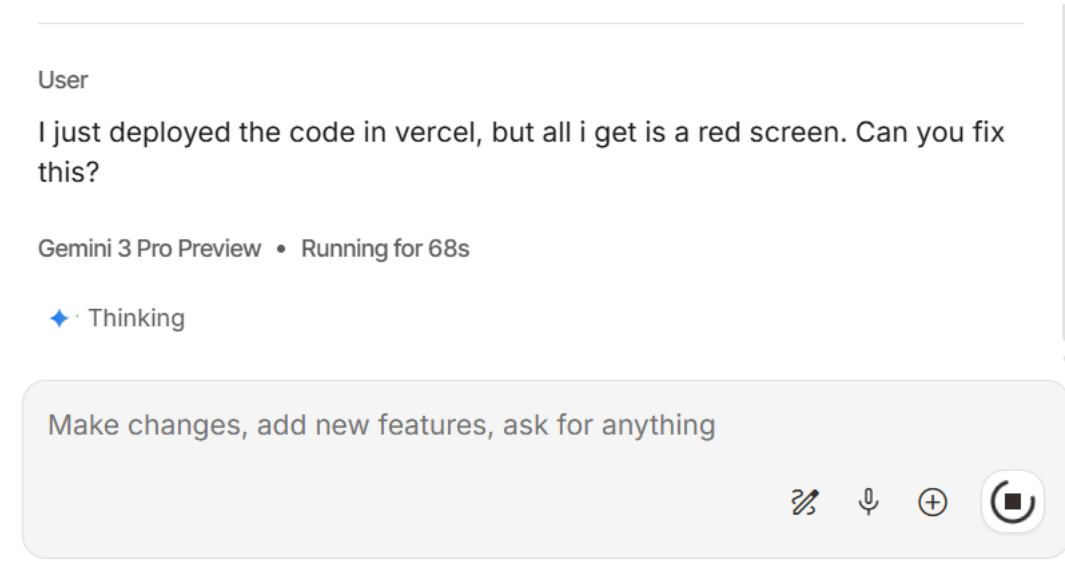 User
I just deployed the code in vercel, but all i get is a red screen. Can you fix
this?
Gemini 3 Pro Preview • Running for 68s
Thinking
Make changes, add new features, ask for anything